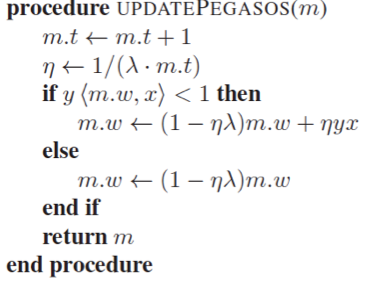 procedure UPDATEPEGASOS(m)
m.t ← m.t + 1
η ← 1/(λ · m.t)
if y ⟨m.w, x⟩ < 1 then
m.w ← (1 − ηλ)m.w + ηyx
else
m.w ← (1 − ηλ)m.w
end if
return m
end procedure